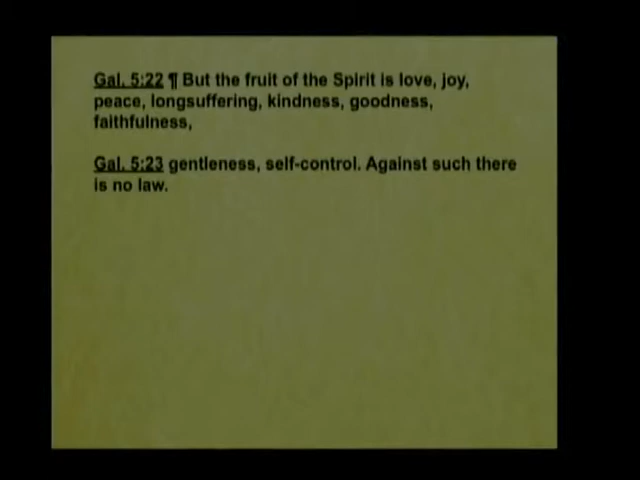 Gal. 5:22 ¶ But the fruit of the Spirit is love, joy,
peace, longsuffering, kindness, goodness,
faithfulness,
Gal. 5:23 gentleness, self-control. Against such there
is no law.